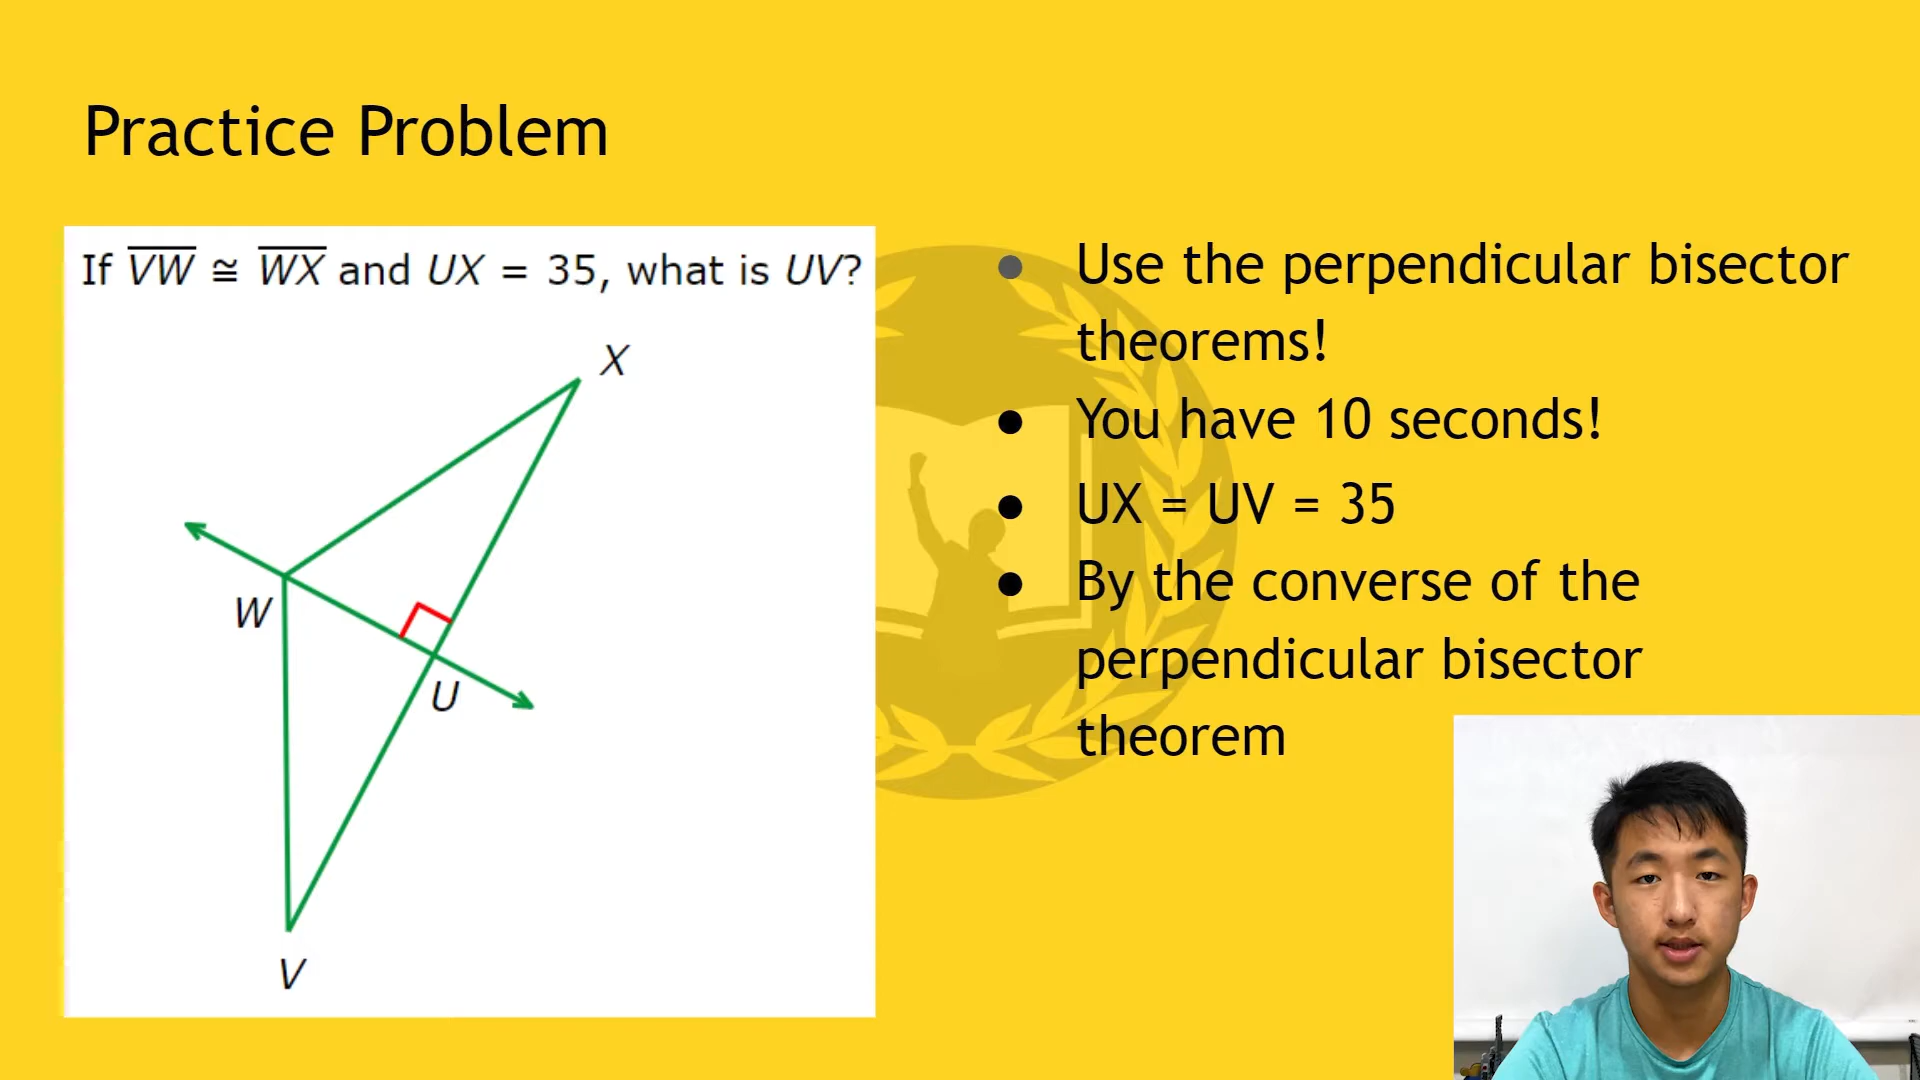 Practice Problem
If VW ≅ WX and UX = 35, what is UV?
X
W
U
V
● Use the perpendicular bisector
theorems!
● You have 10 seconds!
● UX = UV = 35
● By the converse of the
perpendicular bisector
theorem